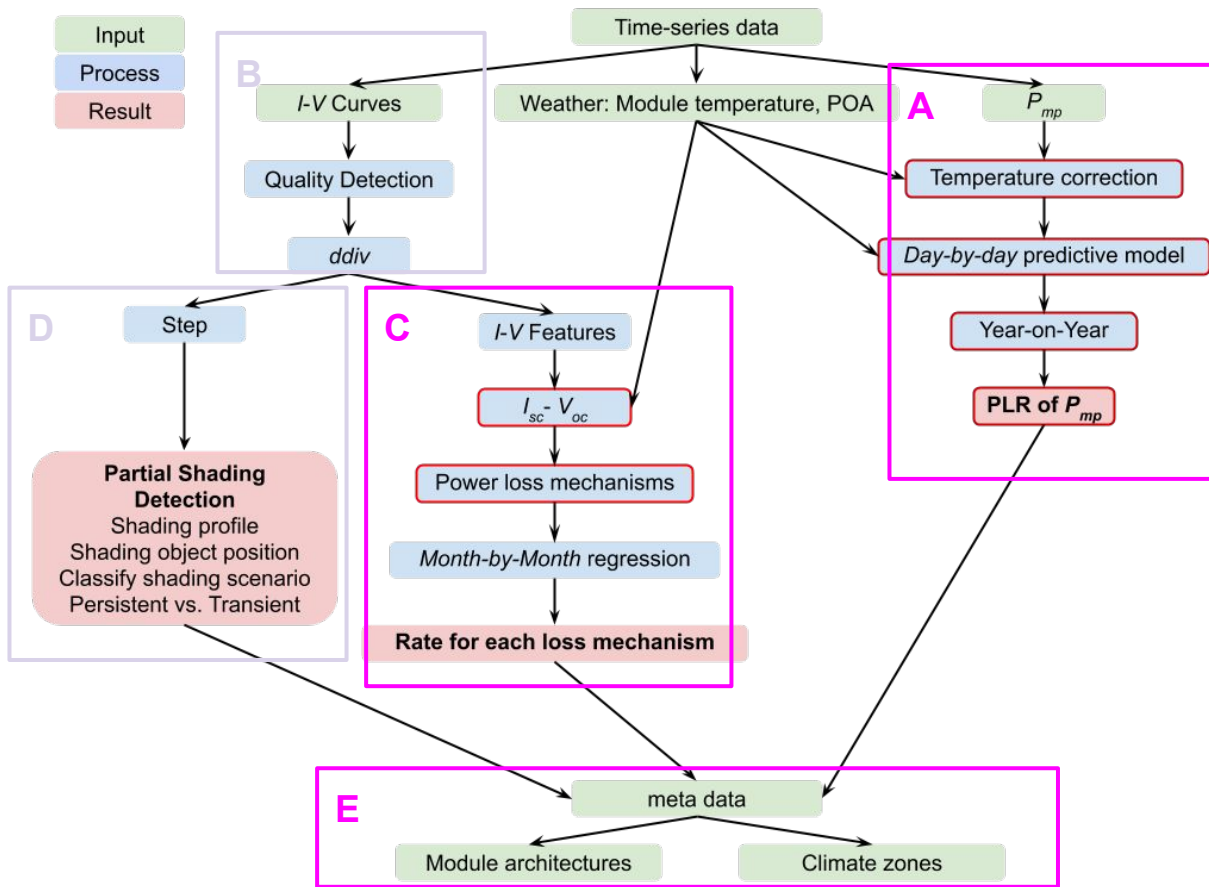 Input
Process
Result
Time-series data
B
I-V Curves
Weather: Module temperature, POA
A
Pmp
Quality Detection
Temperature correction
ddiv
Day-by-day predictive model
D
Step
C
I-V Features
Year-on-Year
Isc- Voc
PLR of Pmp
Partial Shading
Detection
Shading profile
Shading object position
Classify shading scenario
Persistent vs. Transient
Power loss mechanisms
Month-by-Month regression
Rate for each loss mechanism
E
meta data
Module architectures
Climate zones